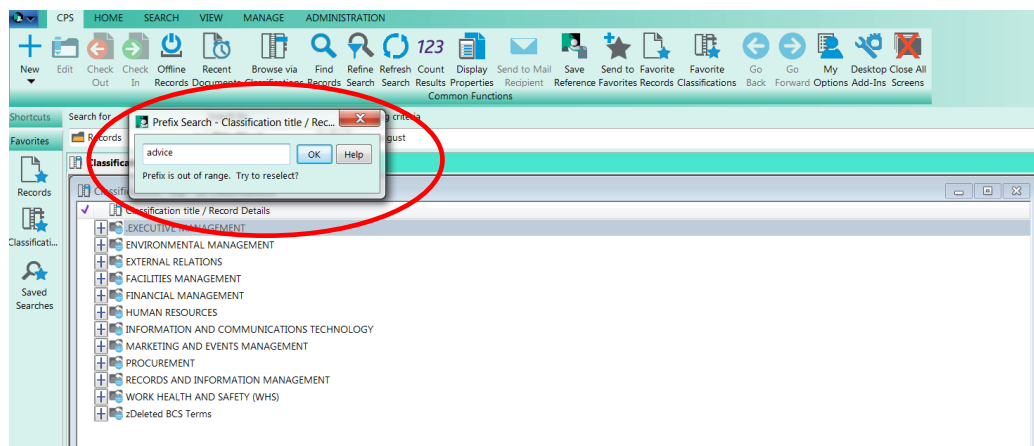 CPS HOME SEARCH VIEW MANAGE ADMINISTRATION
123
New Edit Check Out Check In Offline Records Recent Documents Browse via Classifications Find Records Refine Search Refresh Search Count Results Display Properties Send to Mail Recipient Save Reference Send to Favorites Favorite Records Favorite Classifications Go Back Go Forward My Options Desktop Add-Ins Close All Screens
Common Functions
Shortcuts
Search for
criteria
Favorites
Records
gust
Prefix Search - Classification title / Rec...
advice
OK Help
Prefix is out of range. Try to reselect?
Classifica
Classifi
Classification title / Record Details
.EXECUTIVE MANAGEMENT
ENVIRONMENTAL MANAGEMENT
EXTERNAL RELATIONS
FACILITIES MANAGEMENT
FINANCIAL MANAGEMENT
HUMAN RESOURCES
INFORMATION AND COMMUNICATIONS TECHNOLOGY
MARKETING AND EVENTS MANAGEMENT
PROCUREMENT
RECORDS AND INFORMATION MANAGEMENT
WORK HEALTH AND SAFETY (WHS)
zDeleted BCS Terms
Records
Classificati...
Saved
Searches